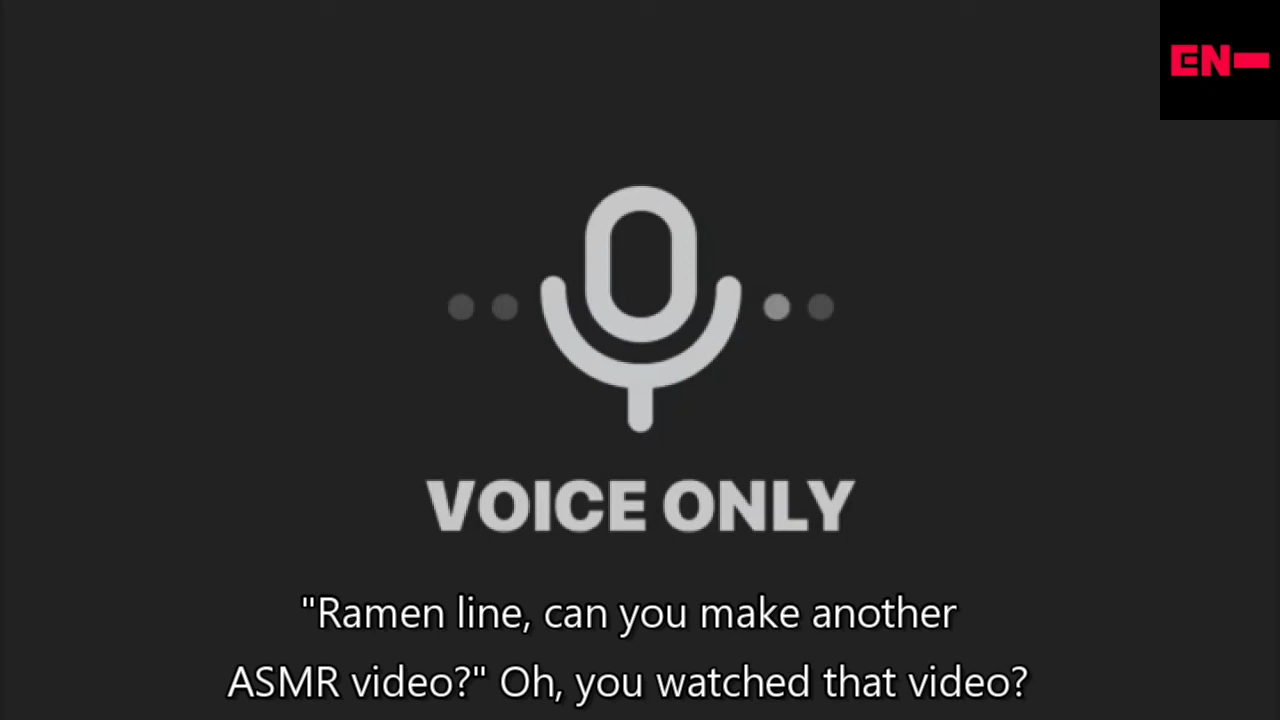 EN-
VOICE ONLY
"Ramen line, can you make another
ASMR video?" Oh, you watched that video?